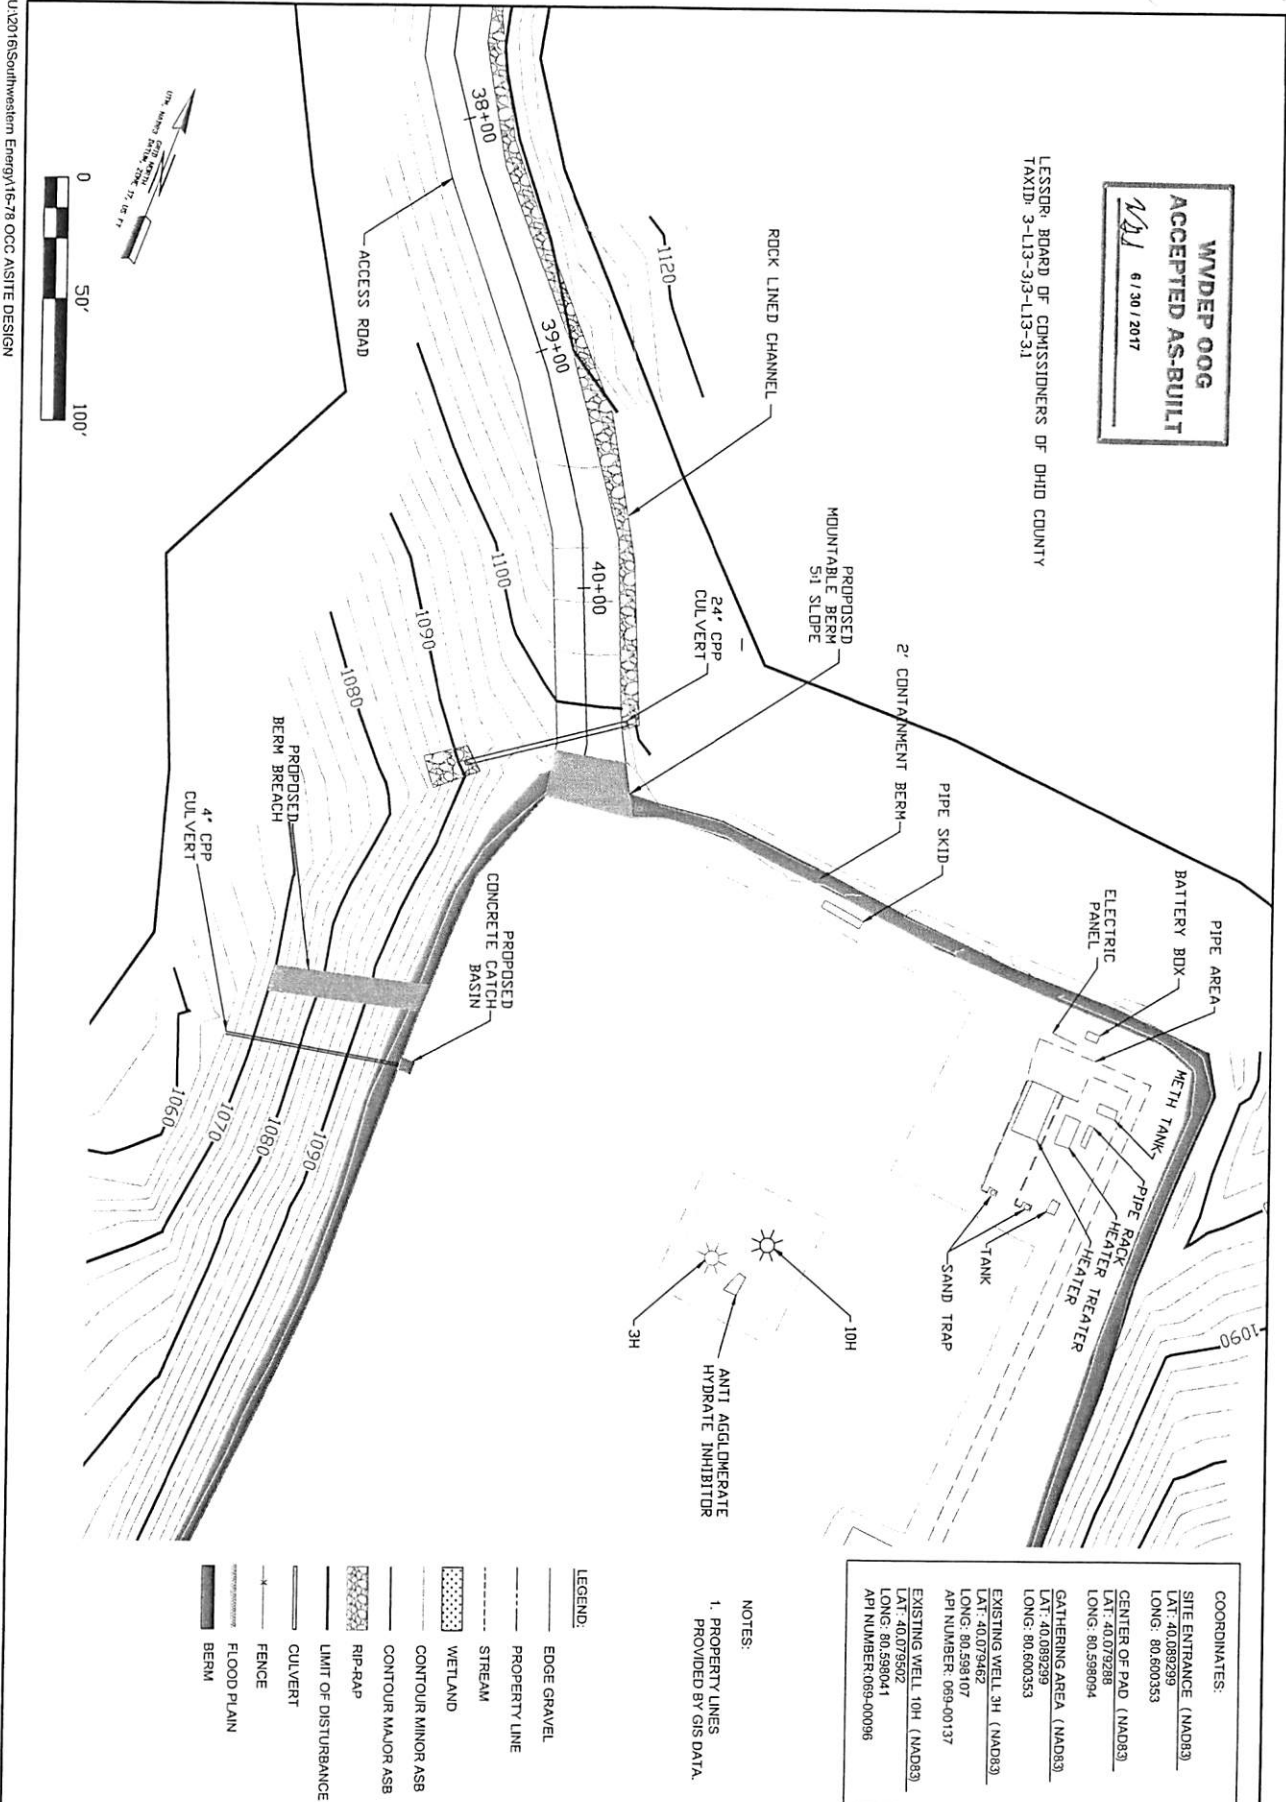 WVDEP OOG
ACCEPTED AS-BUILT
6 / 30 / 2017
LESSOR: BOARD OF COMISSIONERS OF OHIO COUNTY
TAXID: 3-L13-3;3-L13-3.1
1120
ROCK LINED CHANNEL
38+00
39+00
40+00
ACCESS ROAD
0
50'
100'
1100
1090
1080
24" CPP
CULVERT
PROPOSED
MOUNTABLE BERM
5:1 SLOPE
2' CONTAINMENT BERM
PIPE SKID
ELECTRIC
PANEL
BATTERY BOX
PIPE AREA
METH TANK
PIPE RACK
HEATER TREATER
HEATER
TANK
SAND TRAP
1090
PROPOSED
BERM BREACH
4" CPP
CULVERT
PROPOSED
CONCRETE CATCH
BASIN
1060
1070
1080
1090
10H
3H
ANTI AGGLOMERATE
HYDRATE INHIBITOR
COORDINATES:
SITE ENTRANCE (NAD83)
LAT: 40.089299
LONG: 80.600353
CENTER OF PAD (NAD83)
LAT: 40.079288
LONG: 80.598094
GATHERING AREA (NAD83)
LAT: 40.089299
LONG: 80.600353
EXISTING WELL 3H (NAD83)
LAT: 40.079462
LONG: 80.598107
API NUMBER: 069-00137
EXISTING WELL 10H (NAD83)
LAT: 40.079502
LONG: 80.598041
API NUMBER:069-00096
NOTES:
1. PROPERTY LINES
PROVIDED BY GIS DATA.
LEGEND:
EDGE GRAVEL
PROPERTY LINE
STREAM
WETLAND
CONTOUR MINOR ASB
CONTOUR MAJOR ASB
RIP-RAP
LIMIT OF DISTURBANCE
CULVERT
FENCE
FLOOD PLAIN
BERM
U:\2016\Southwestern Energy\16-78 OCC A\SITE DESIGN